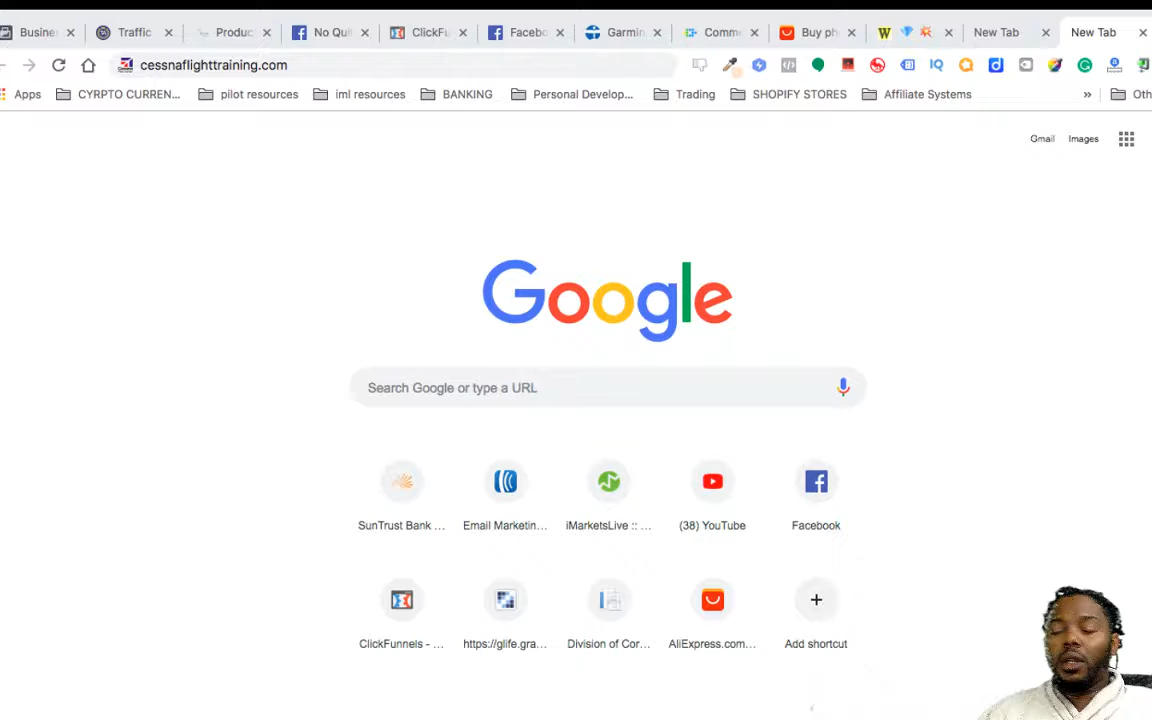 Busine Traffic Produc No Qui ClickFu Facebo Garmin Comme Buy ph New Tab New Tab
cessnaflighttraining.com
Apps CYRPTO CURREN... pilot resources iml resources BANKING Personal Develop... Trading SHOPIFY STORES Affiliate Systems » Oth
Gmail Images
Google
Search Google or type a URL
SunTrust Bank ... Email Marketin... iMarketsLive :: ... (38) YouTube Facebook
ClickFunnels - ... https://glife.gra... Division of Cor... AliExpress.com... Add shortcut